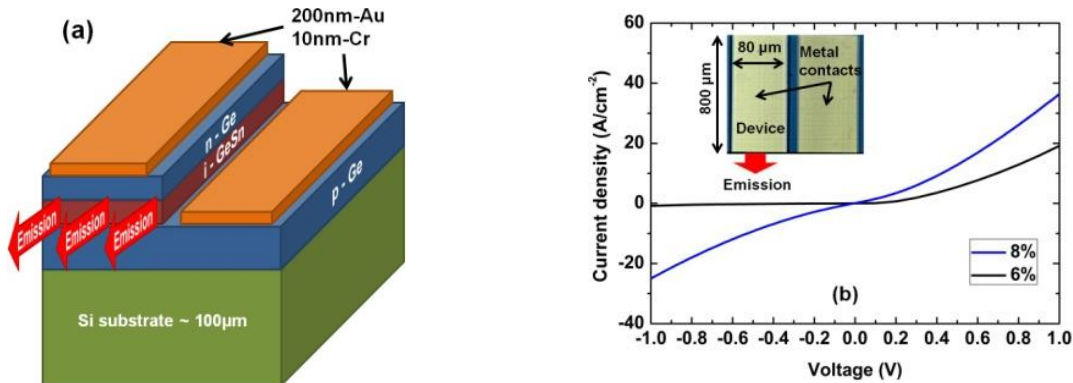 (a)
200nm-Au
10nm-Cr
n - Ge
i - GeSn
p - Ge
Emission
Emission
Emission
Si substrate ~ 100µm
Current density (A/cm⁻²)
60
40
20
0
-20
-40
80 µm
800 µm
Metal
contacts
Device
Emission
8%
6%
(b)
-1.0 -0.8 -0.6 -0.4 -0.2 0.0 0.2 0.4 0.6 0.8 1.0
Voltage (V)